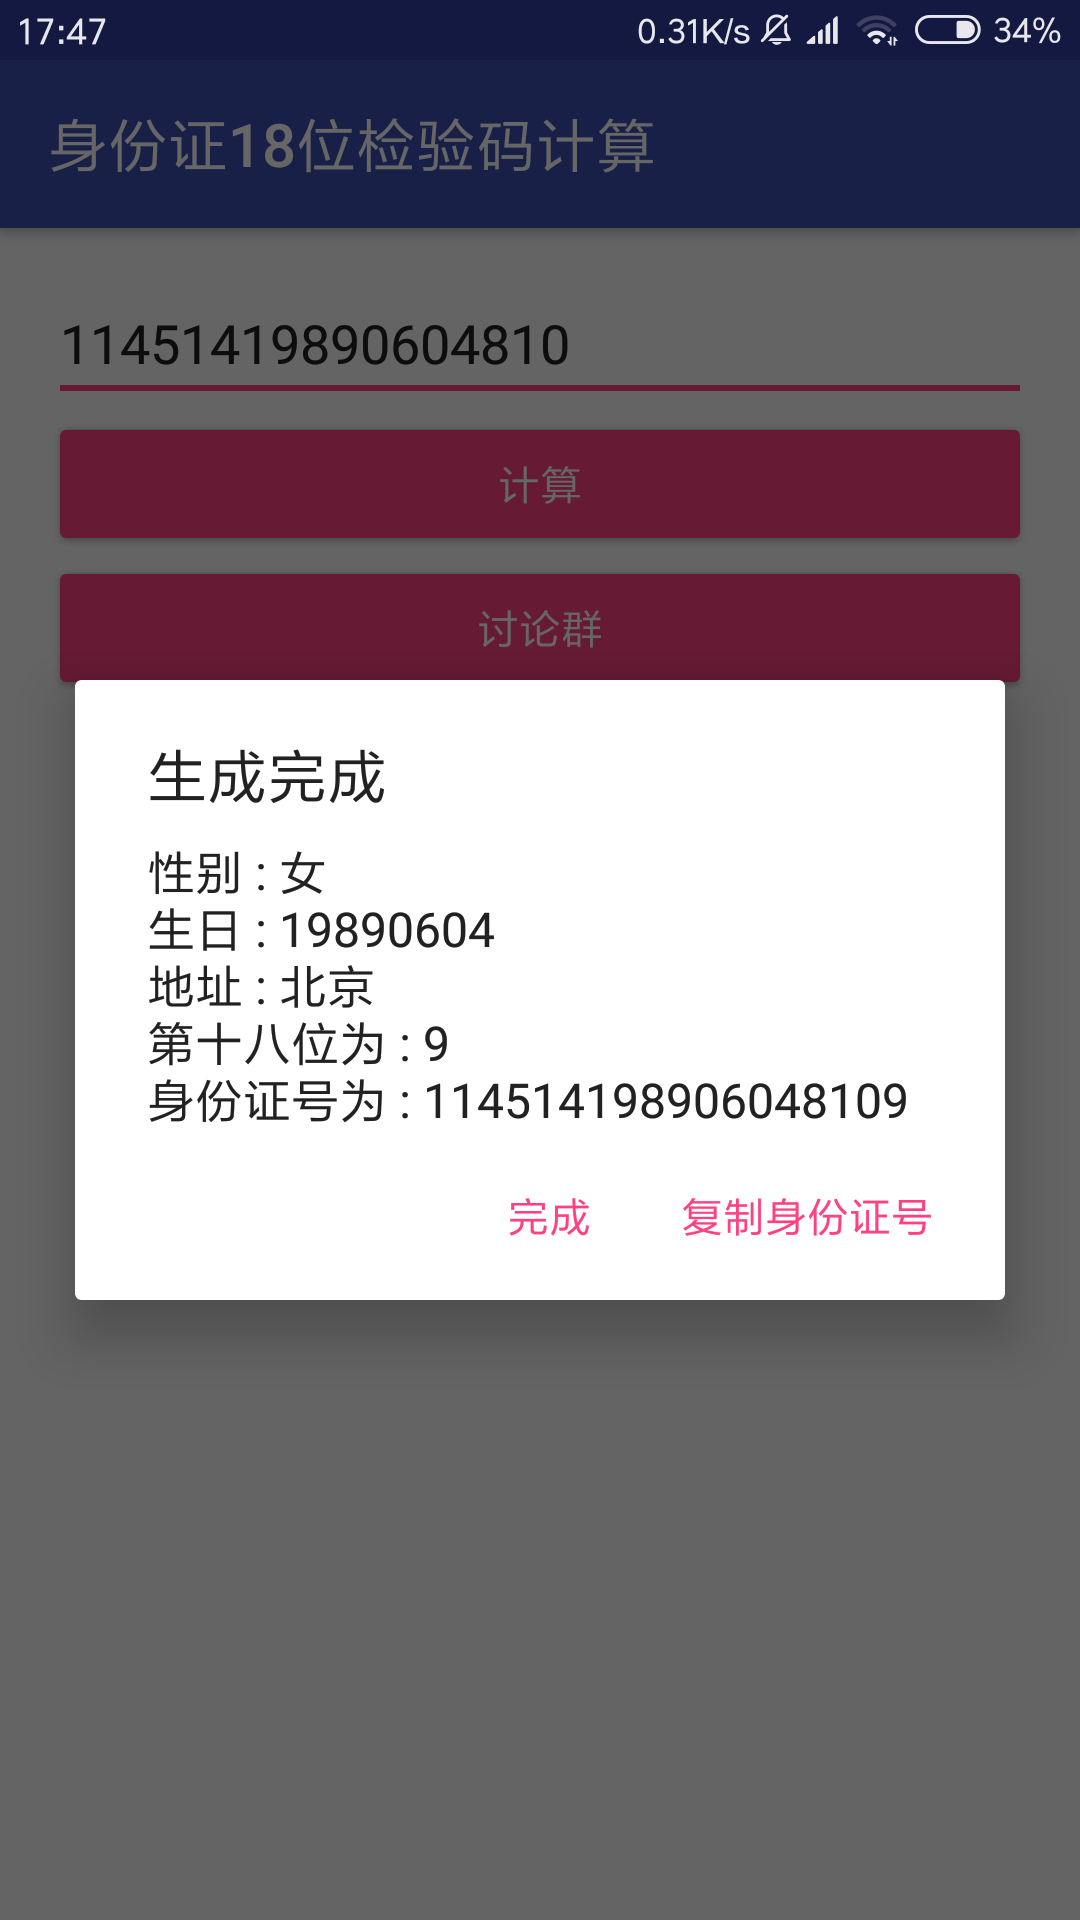 17:47 0.31K/s 34%
身份证18位检验码计算
11451419890604810
计算
讨论群
生成完成
性别 : 女
生日 : 19890604
地址 : 北京
第十八位为 : 9
身份证号为 : 114514198906048109
完成 复制身份证号